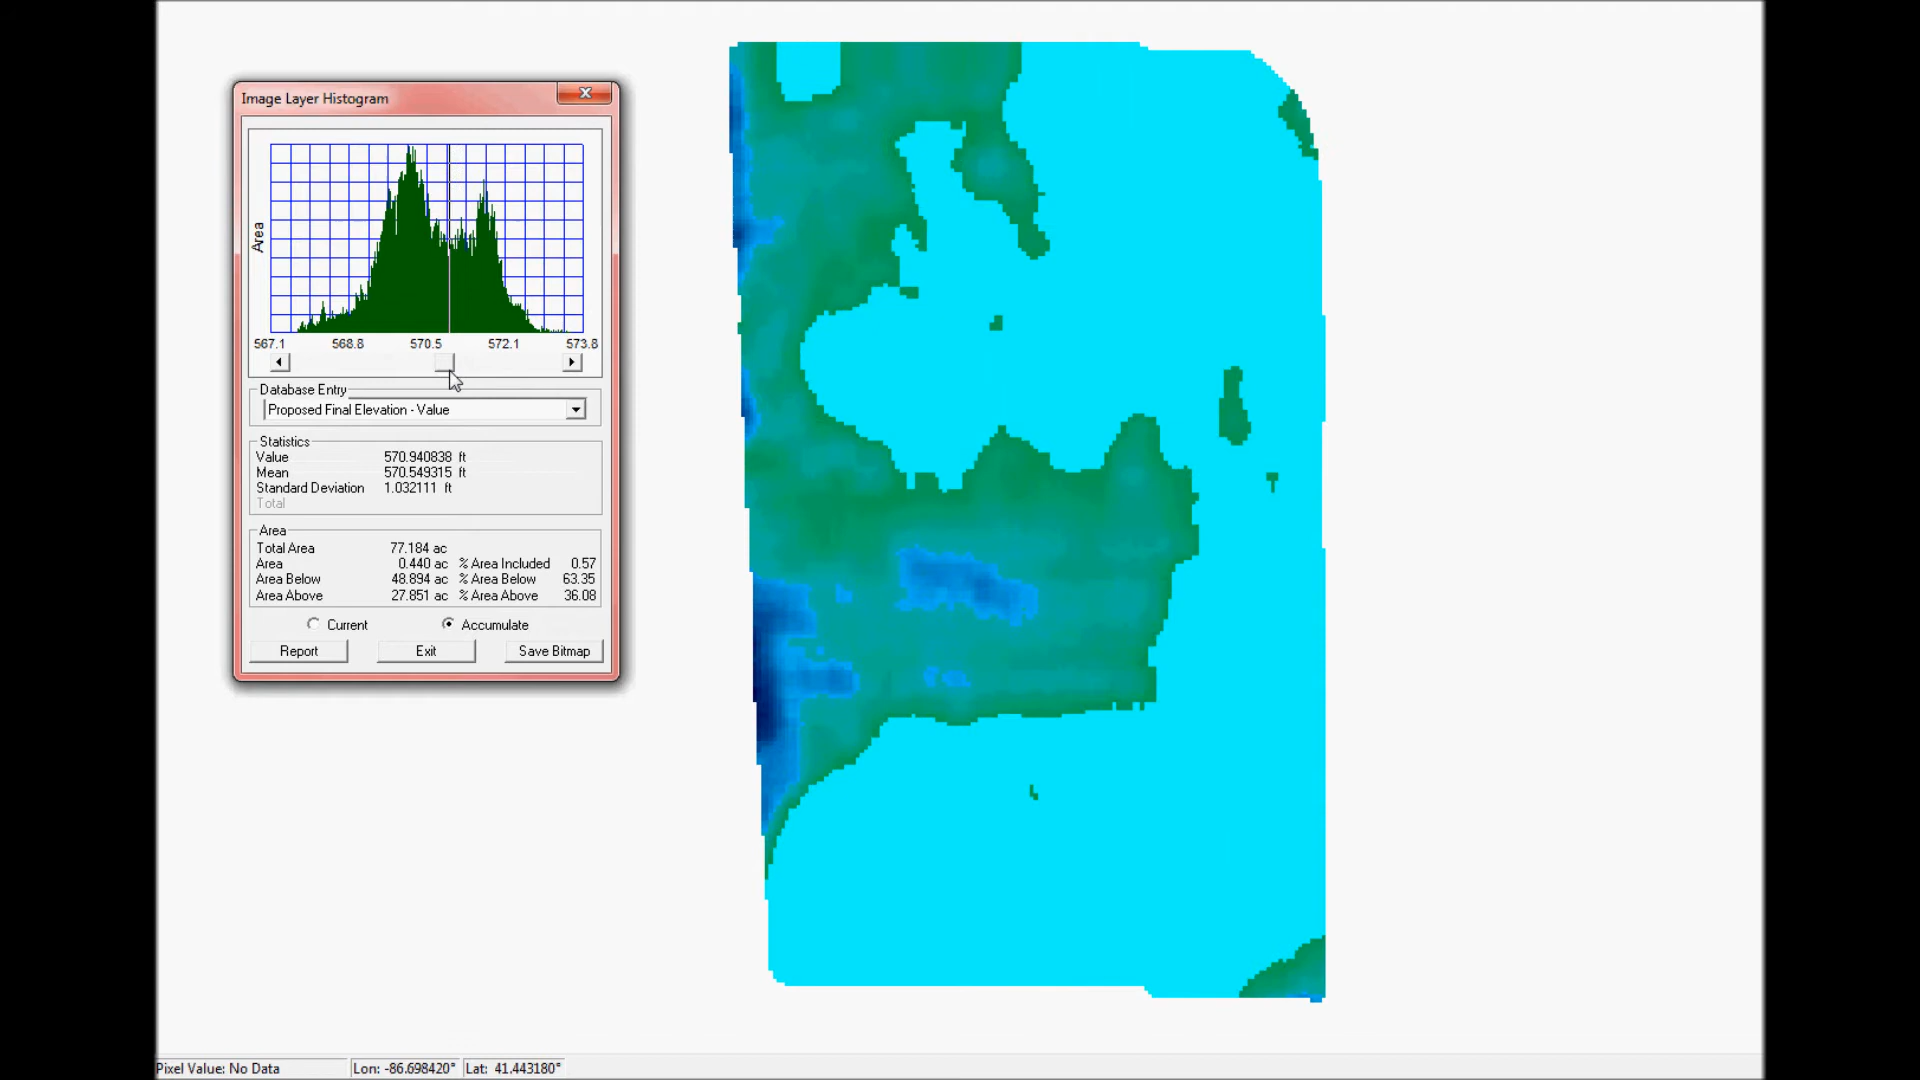 Image Layer Histogram
Area
567.1 568.8 570.5 572.1 573.8
Database Entry
Proposed Final Elevation - Value
Statistics
Value 570.940838 ft
Mean 570.549315 ft
Standard Deviation 1.032111 ft
Total
Area
Total Area 77.184 ac
Area 0.440 ac % Area Included 0.57
Area Below 48.894 ac % Area Below 63.35
Area Above 27.851 ac % Area Above 36.08
Current Accumulate
Report Exit Save Bitmap
Pixel Value: No Data Lon: -86.698420° Lat: 41.443180°